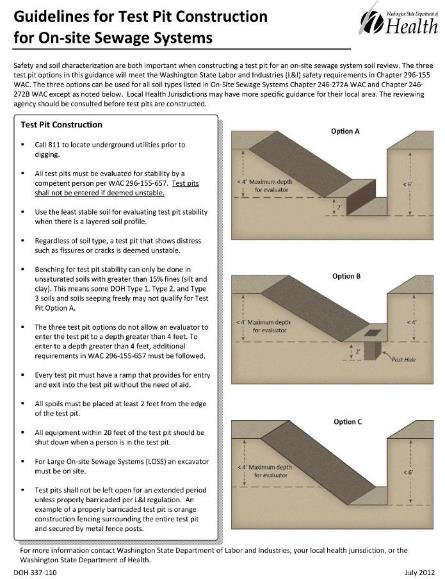 Guidelines for Test Pit Construction
for On-site Sewage Systems
Washington State Department of
Health
Safety and soil characterization are both important when constructing a test pit for an on-site sewage system soil review. The three
test pit options in this guidance will meet the Washington State Labor and Industries (L&I) safety requirements in Chapter 296-155
WAC. The three options can be used for all soil types listed in On-Site Sewage Systems Chapter 246-272A WAC and Chapter 246-
272B WAC except as noted below. Local Health Jurisdictions may have more specific guidance for their local area. The reviewing
agency should be consulted before test pits are constructed.
Test Pit Construction
• Call 811 to locate underground utilities prior to
digging.
• All test pits must be evaluated for stability by a
competent person per WAC 296-155-657. Test pits
shall not be entered if deemed unstable.
• Use the least stable soil for evaluating test pit stability
when there is a layered soil profile.
• Regardless of soil type, a test pit that shows distress
such as fissures or cracks is deemed unstable.
• Benching for test pit stability can only be done in
unsaturated soils with greater than 15% fines (silt and
clay). This means some DOH Type 1, Type 2, and Type
3 soils and soils seeping freely may not qualify for Test
Pit Option A.
• The three test pit options do not allow an evaluator to
enter the test pit to a depth greater than 4 feet. To
enter to a depth greater than 4 feet, additional
requirements in WAC 296-155-657 must be followed.
• Every test pit must have a ramp that provides for entry
and exit into the test pit without the need of aid.
• All spoils must be placed at least 2 feet from the edge
of the test pit.
• All equipment within 20 feet of the test pit should be
shut down when a person is in the test pit.
• For Large On-site Sewage Systems (LOSS) an excavator
must be on site.
• Test pits shall not be left open for an extended period
unless properly barricaded per L&I regulation. An
example of a properly barricaded test pit is orange
construction fencing surrounding the entire test pit
and secured by metal fence posts.
Option A
< 4' Maximum depth
for evaluator
2'
< 6'
Option B
< 4' Maximum depth
for evaluator
< 4'
2'
Post Hole
Option C
< 4' Maximum depth
for evaluator
< 6'
For more information contact Washington State Department of Labor and Industries, your local health jurisdiction, or the
Washington State Department of Health.
DOH 337-110
July 2012